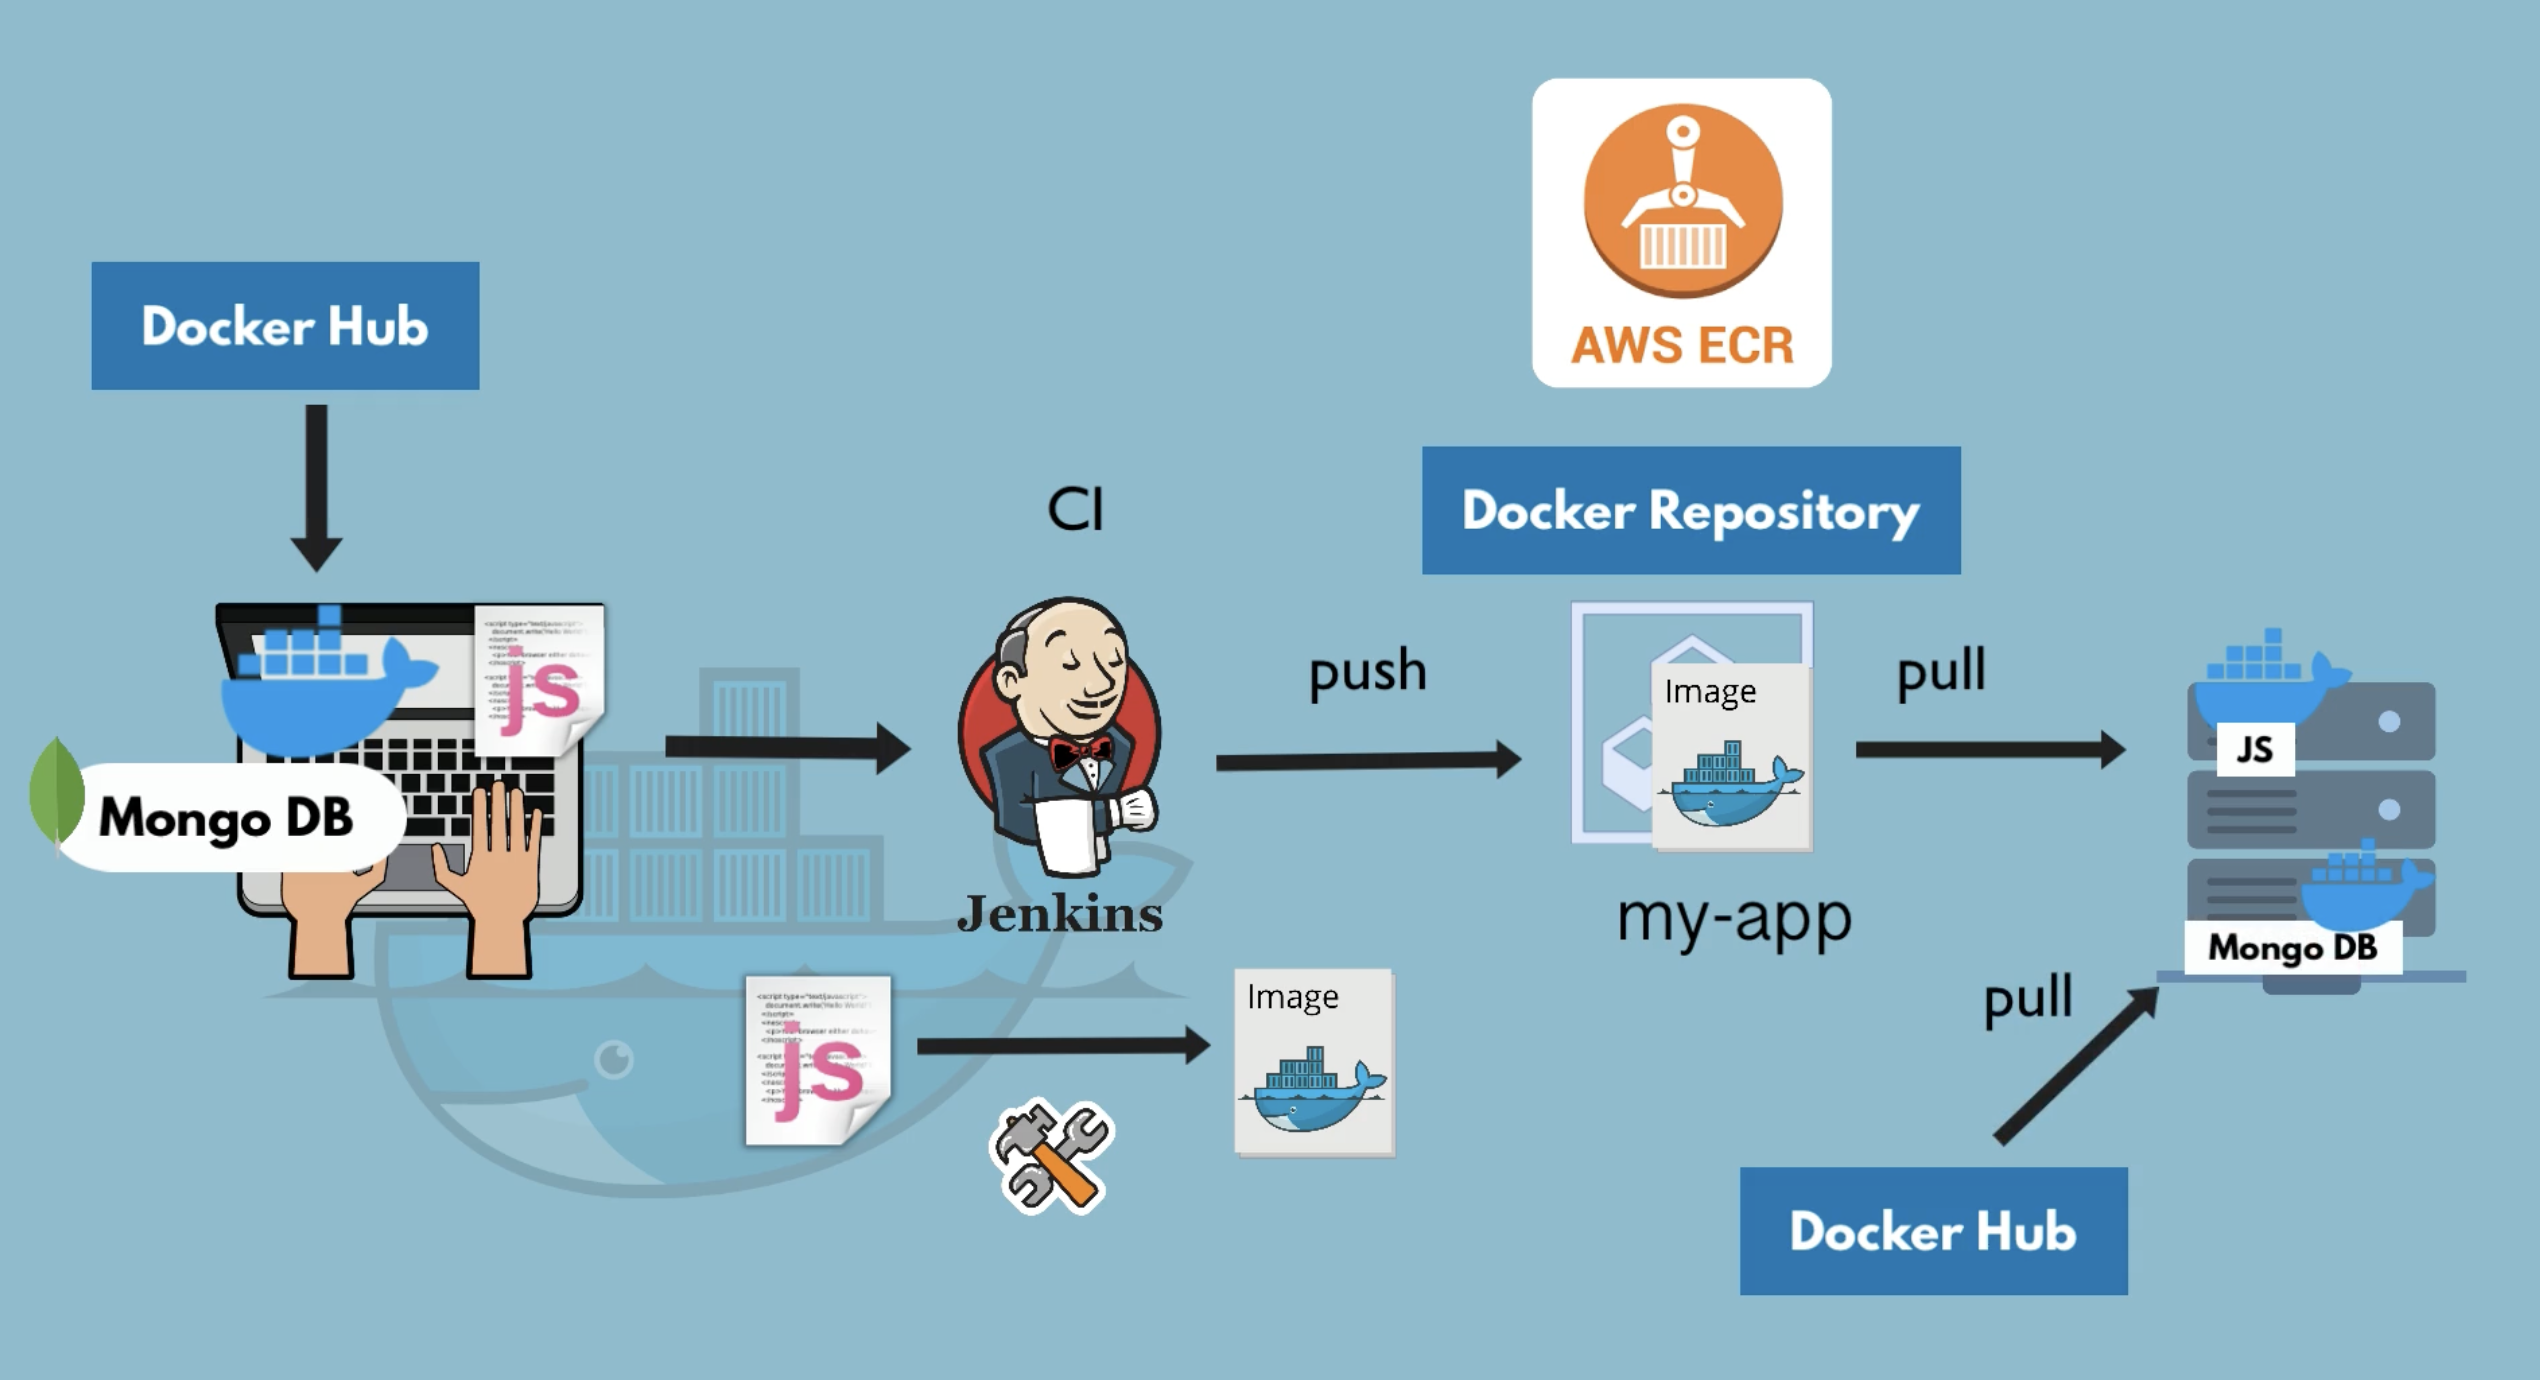 AWS ECR
Docker Hub
CI
Docker Repository
js
push
Image
pull
JS
Mongo DB
Jenkins
my-app
Mongo DB
pull
js
Image
Docker Hub